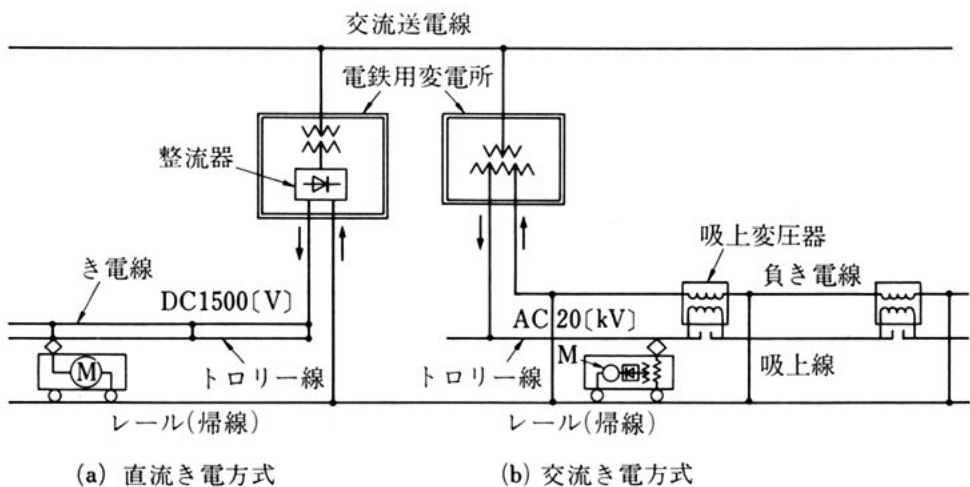 交流送電線
電鉄用変電所
整流器
き電線
DC1500〔V〕
M
トロリー線
レール(帰線)
(a) 直流き電方式
吸上変圧器
負き電線
AC 20〔kV〕
M
トロリー線
吸上線
レール(帰線)
(b) 交流き電方式